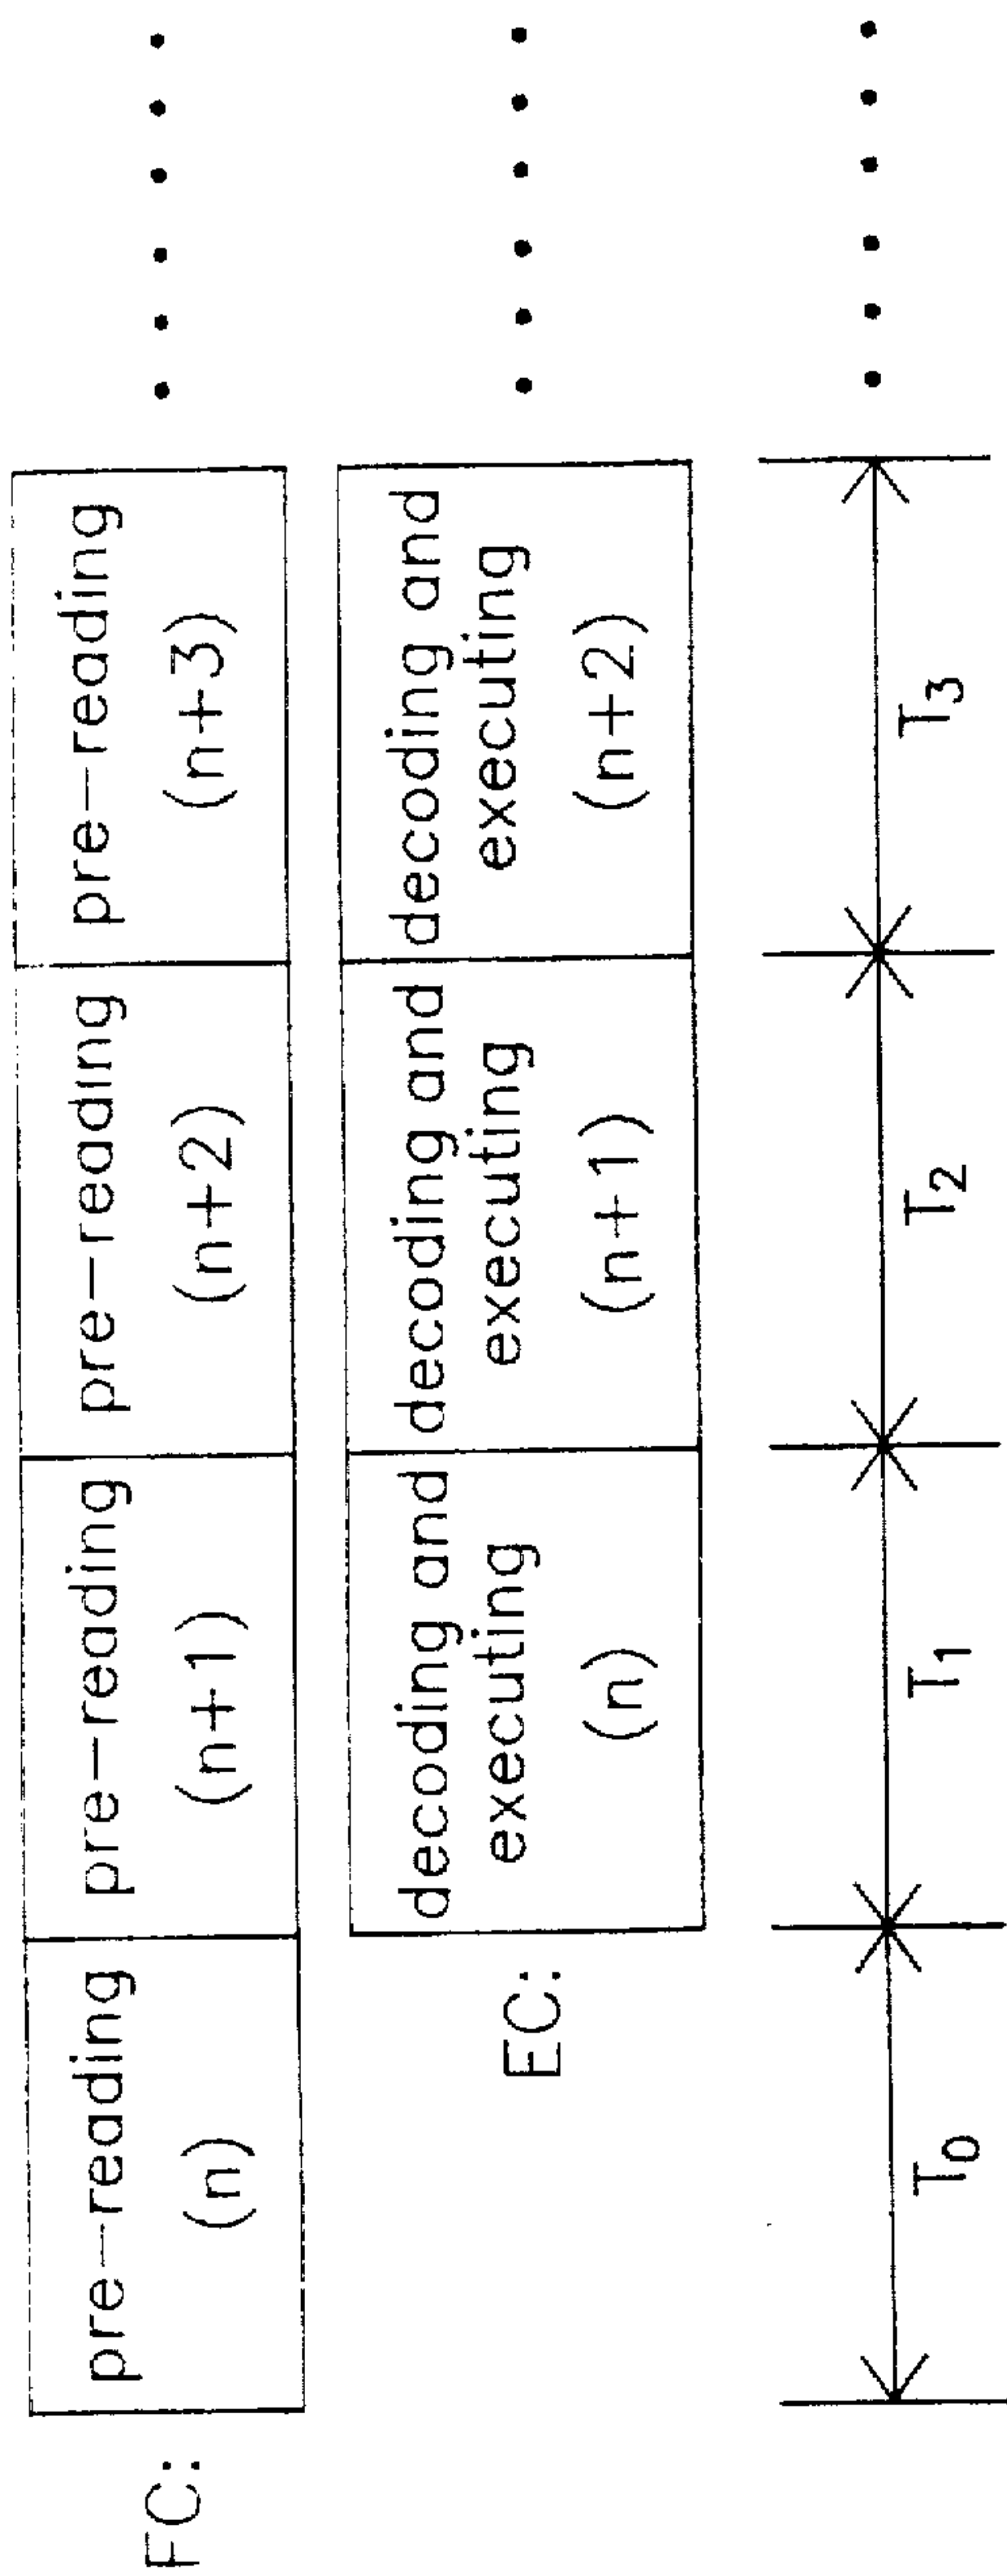 FC:
pre-reading
(n)
pre-reading
(n+1)
pre-reading
(n+2)
pre-reading
(n+3)
EC:
decoding and
executing
(n)
decoding and
executing
(n+1)
decoding and
executing
(n+2)
T0
T1
T2
T3